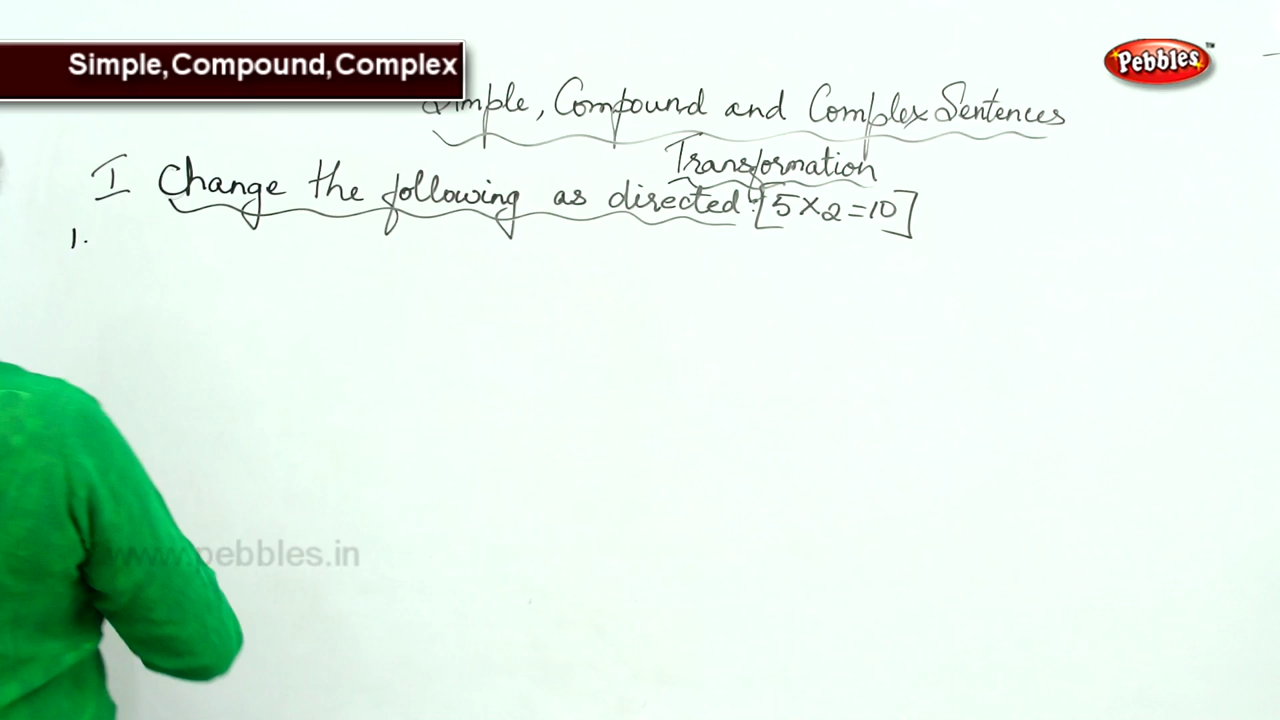 Simple,Compound,Complex
Pebbles™
Simple, Compound and Complex Sentences
Transformation
I Change the following as directed: [5×2=10]
1.
www.pebbles.in